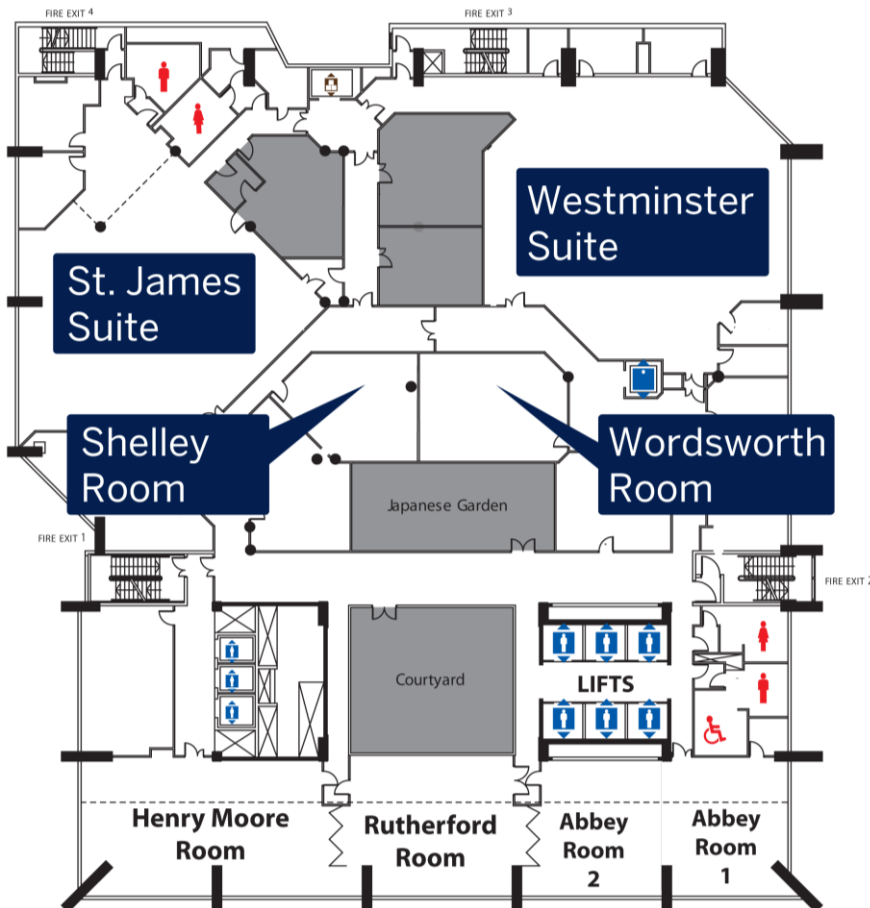 FIRE EXIT 4
FIRE EXIT 3
Westminster
Suite
St. James
Suite
Shelley
Room
Wordsworth
Room
Japanese Garden
FIRE EXIT 1
FIRE EXIT 2
Courtyard
LIFTS
Henry Moore
Room
Rutherford
Room
Abbey
Room
2
Abbey
Room
1